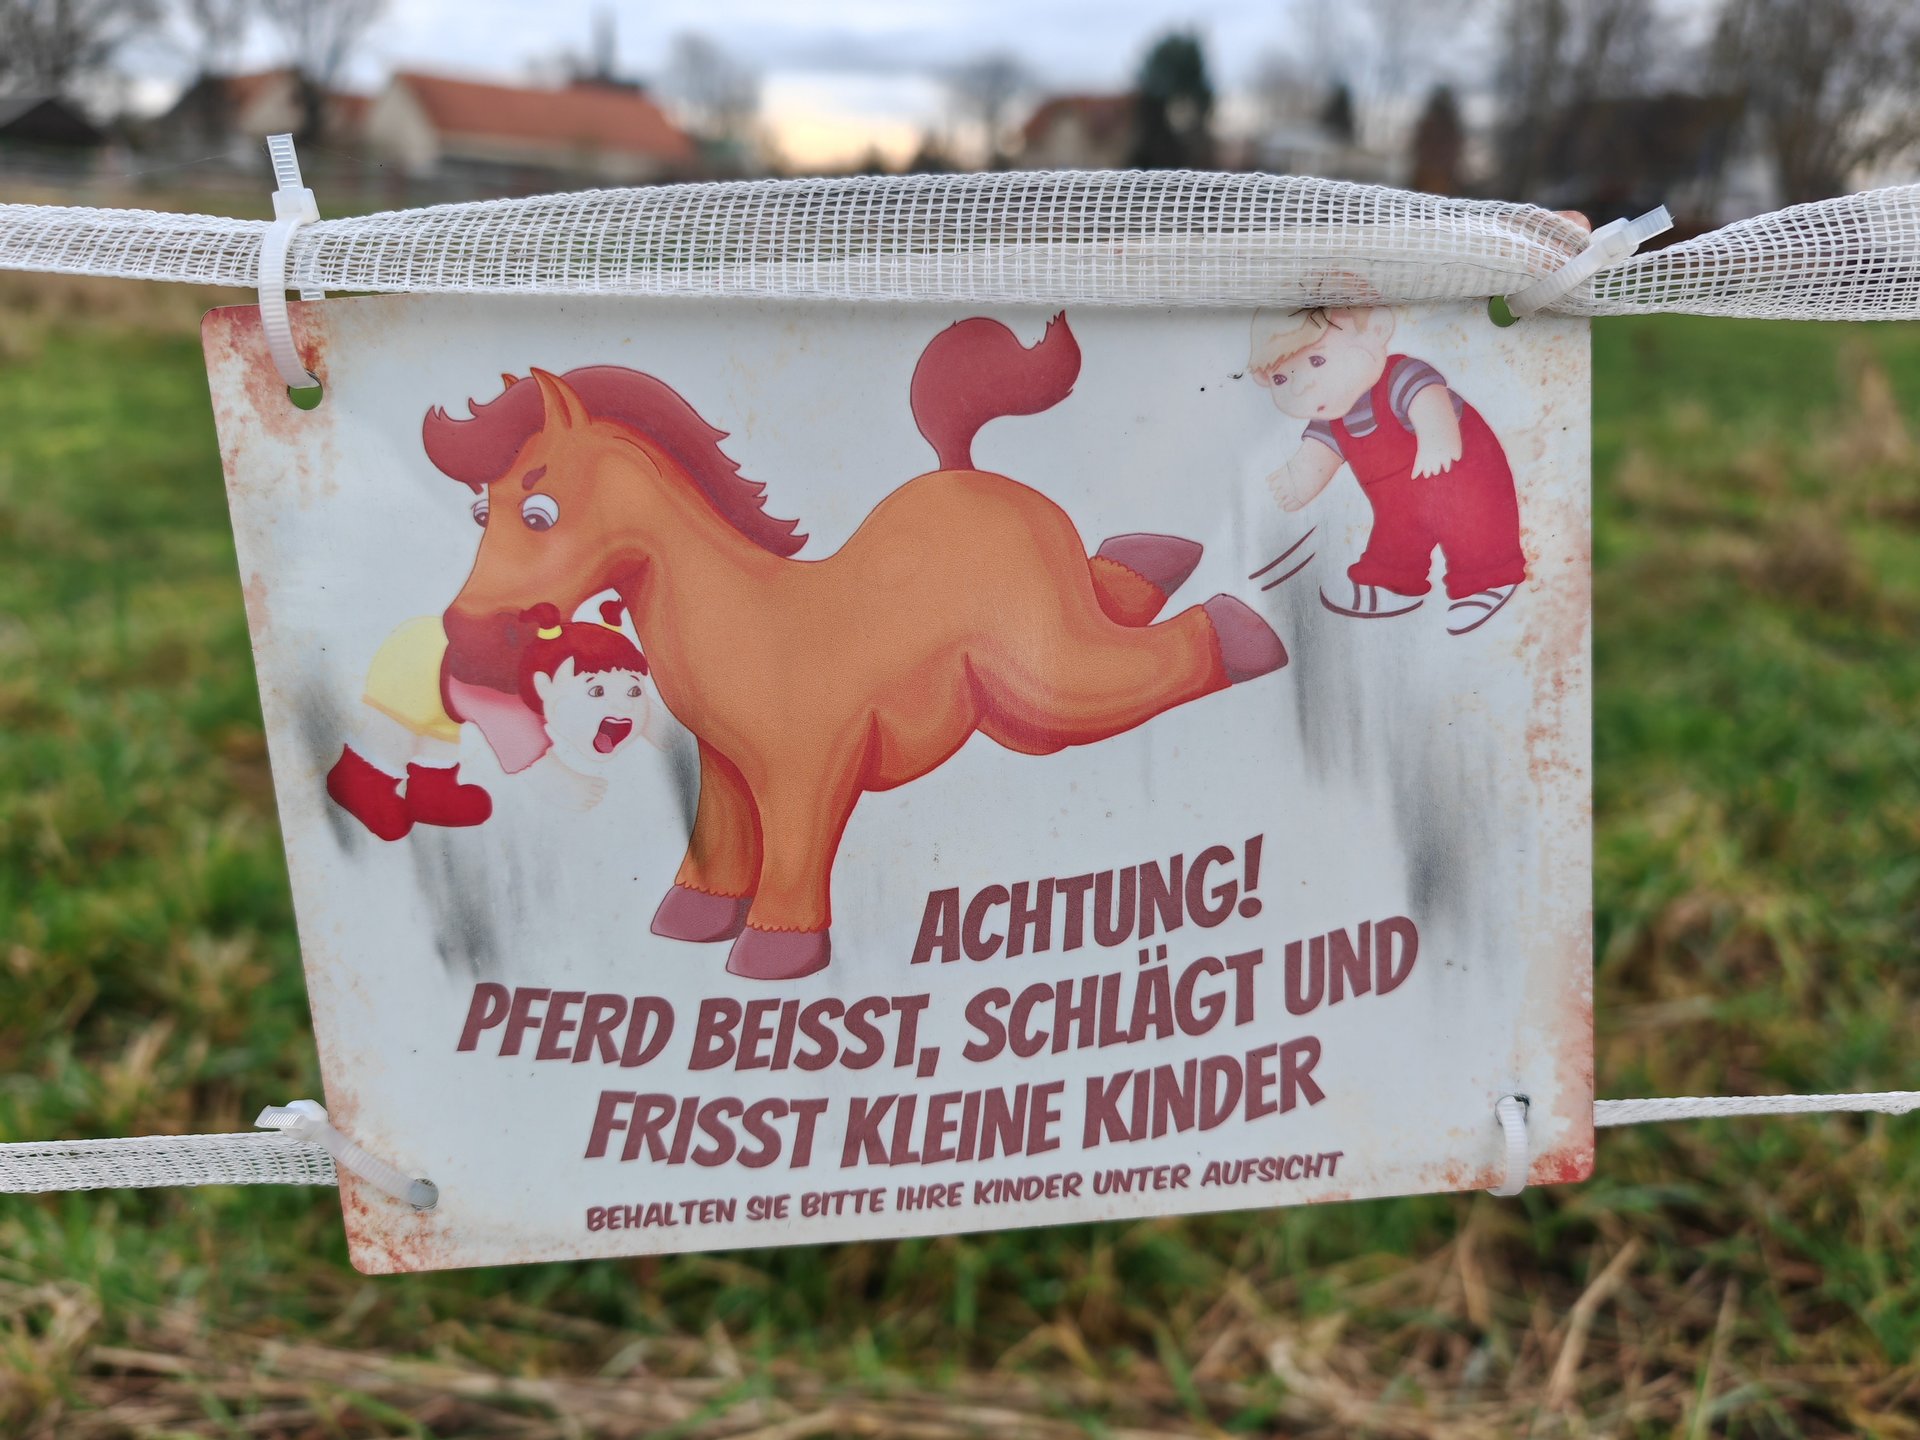 ACHTUNG!
PFERD BEISST, SCHLÄGT UND
FRISST KLEINE KINDER
BEHALTEN SIE BITTE IHRE KINDER UNTER AUFSICHT